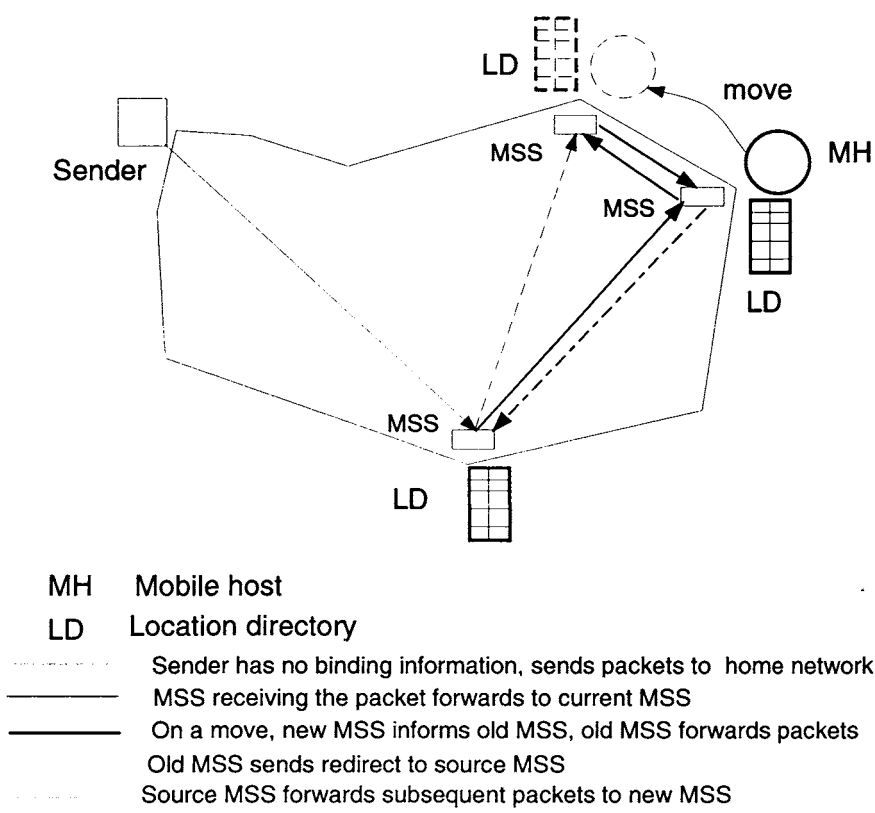 LD
move
MSS
MH
Sender
MSS
LD
MSS
LD
MH Mobile host
LD Location directory
Sender has no binding information, sends packets to home network
MSS receiving the packet forwards to current MSS
On a move, new MSS informs old MSS, old MSS forwards packets
Old MSS sends redirect to source MSS
Source MSS forwards subsequent packets to new MSS